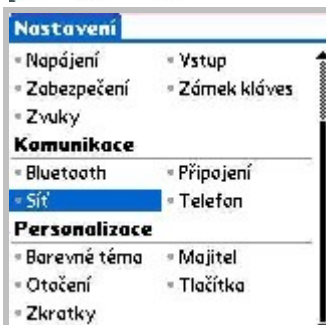 Nastavení
Napájení Vstup
Zabezpečení Zámek kláves
Zvuky
Komunikace
Bluetooth Připojení
Síť Telefon
Personalizace
Barevné téma Majitel
Otočení Tlačítka
Zkratky